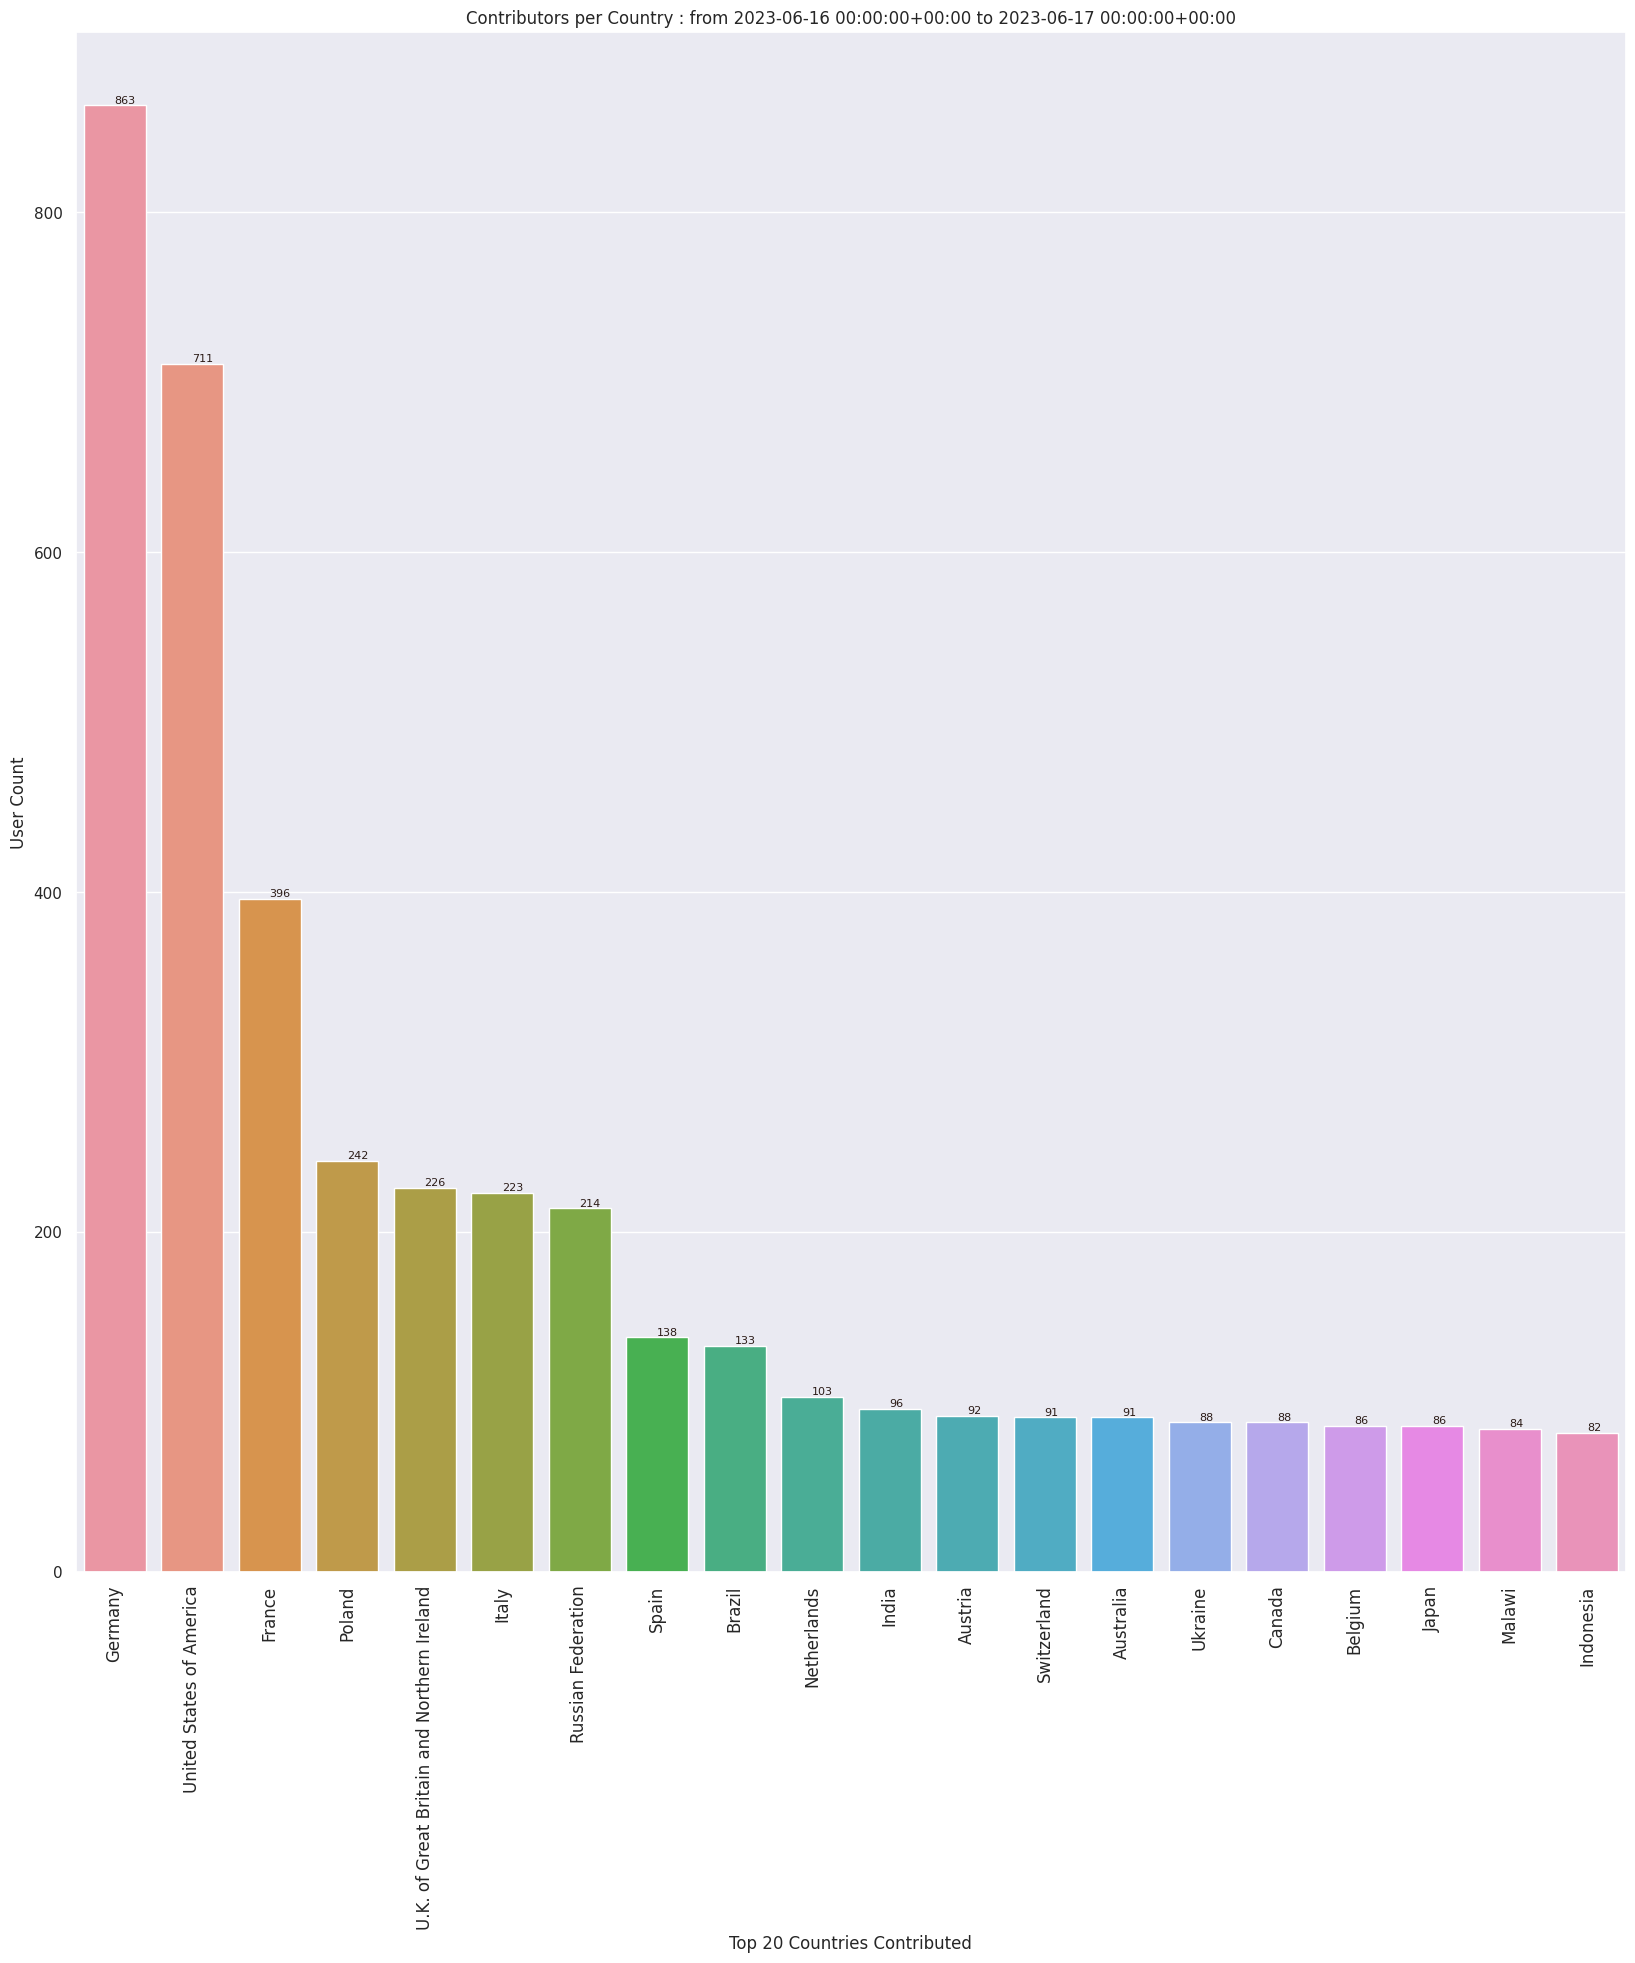 Contributors per Country : from 2023-06-16 00:00:00+00:00 to 2023-06-17 00:00:00+00:00
User Count
800
600
400
200
0
863
711
396
242
226
223
214
138
133
103
96
92
91
91
88
88
86
86
84
82
Germany
United States of America
France
Poland
U.K. of Great Britain and Northern Ireland
Italy
Russian Federation
Spain
Brazil
Netherlands
India
Austria
Switzerland
Australia
Ukraine
Canada
Belgium
Japan
Malawi
Indonesia
Top 20 Countries Contributed